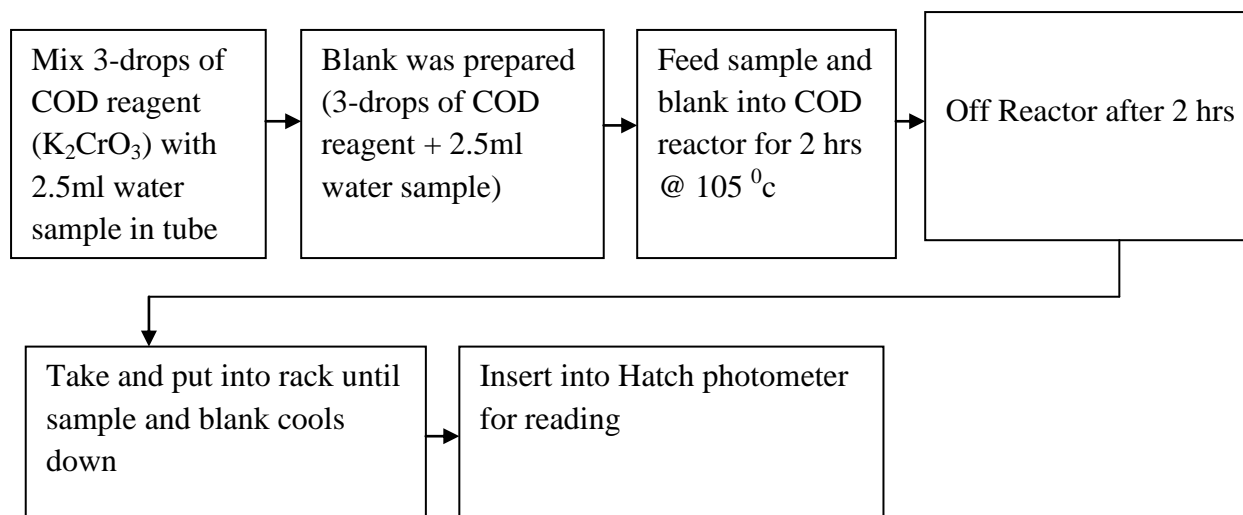 Mix 3-drops of
COD reagent
(K₂CrO₃) with
2.5ml water
sample in tube
Blank was prepared
(3-drops of COD
reagent + 2.5ml
water sample)
Feed sample and
blank into COD
reactor for 2 hrs
@ 105 ⁰c
Off Reactor after 2 hrs
Take and put into rack until
sample and blank cools
down
Insert into Hatch photometer
for reading